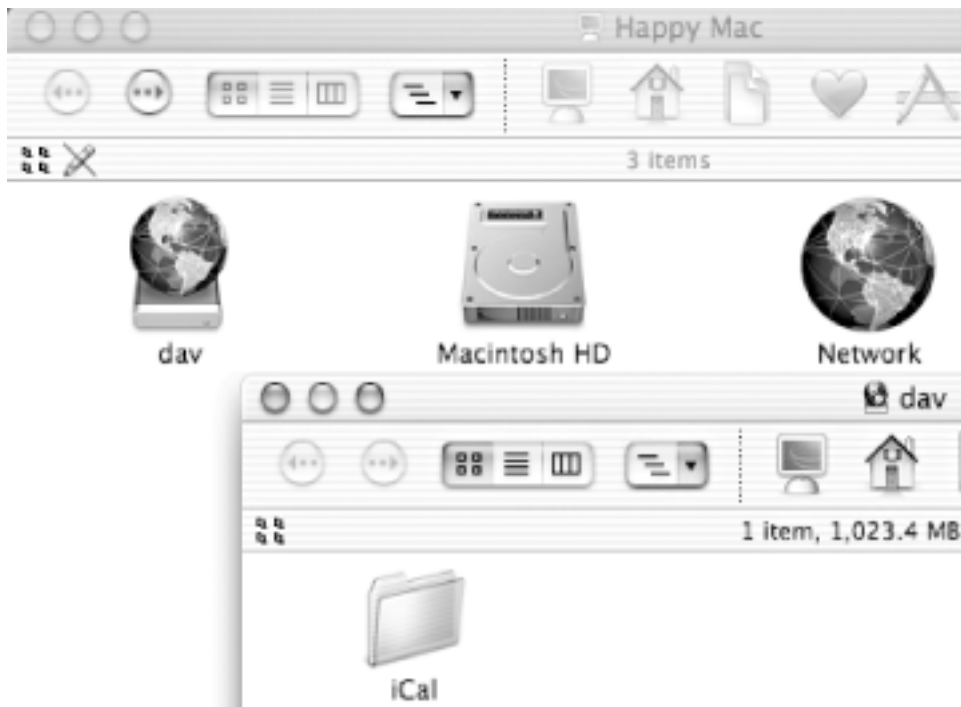 Happy Mac
3 items
dav
Macintosh HD
Network
dav
1 item, 1,023.4 MB
iCal